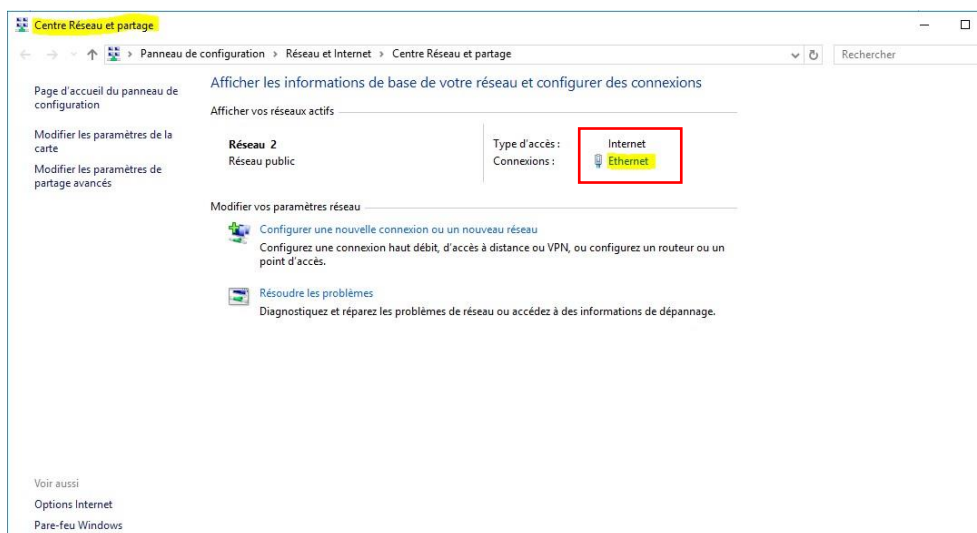 Centre Réseau et partage
Panneau de configuration > Réseau et Internet > Centre Réseau et partage
Rechercher
Page d'accueil du panneau de
configuration
Modifier les paramètres de la
carte
Modifier les paramètres de
partage avancés
Afficher les informations de base de votre réseau et configurer des connexions
Afficher vos réseaux actifs
Réseau 2
Réseau public
Type d'accès :
Internet
Connexions :
Ethernet
Modifier vos paramètres réseau
Configurer une nouvelle connexion ou un nouveau réseau
Configurez une connexion haut débit, d'accès à distance ou VPN, ou configurez un routeur ou un
point d'accès.
Résoudre les problèmes
Diagnostiquez et réparez les problèmes de réseau ou accédez à des informations de dépannage.
Voir aussi
Options Internet
Pare-feu Windows